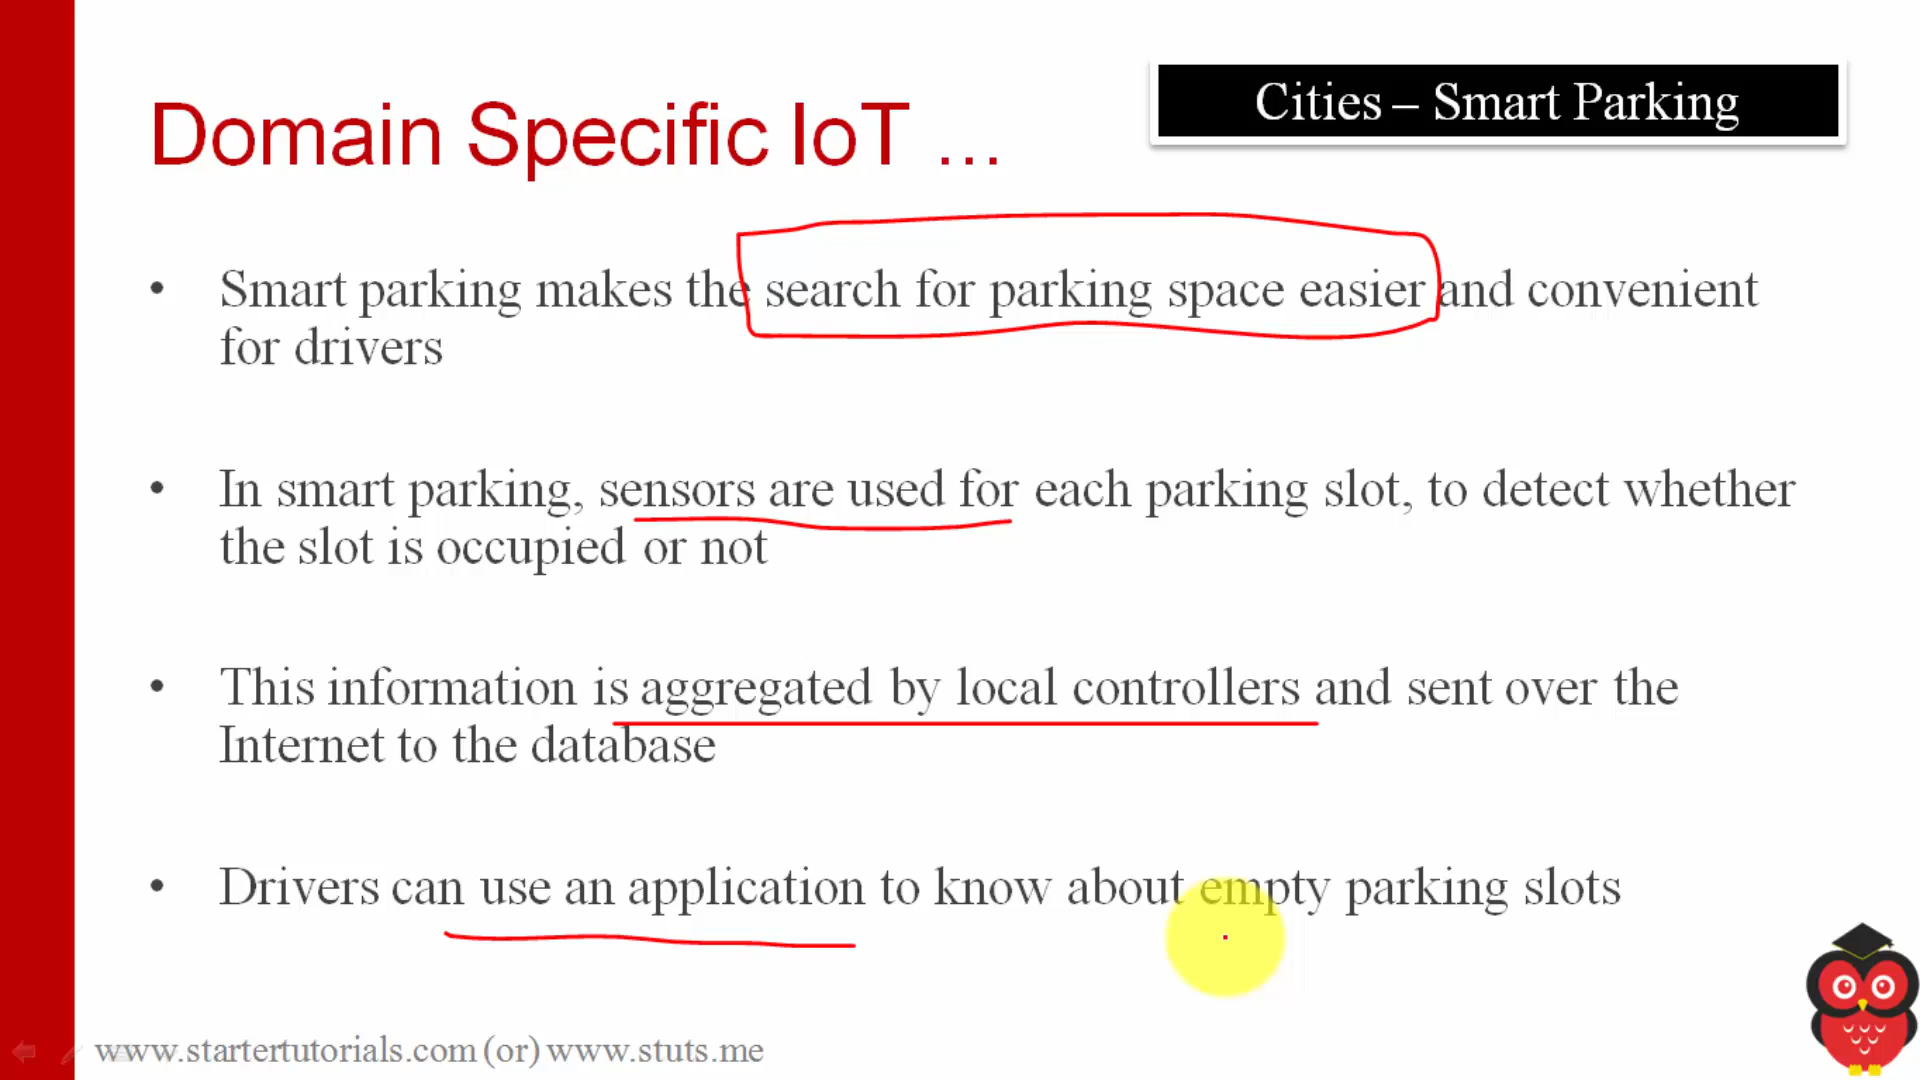 Cities – Smart Parking
Domain Specific IoT ...
• Smart parking makes the search for parking space easier and convenient
for drivers
• In smart parking, sensors are used for each parking slot, to detect whether
the slot is occupied or not
• This information is aggregated by local controllers and sent over the
Internet to the database
• Drivers can use an application to know about empty parking slots
www.startertutorials.com (or) www.stuts.me